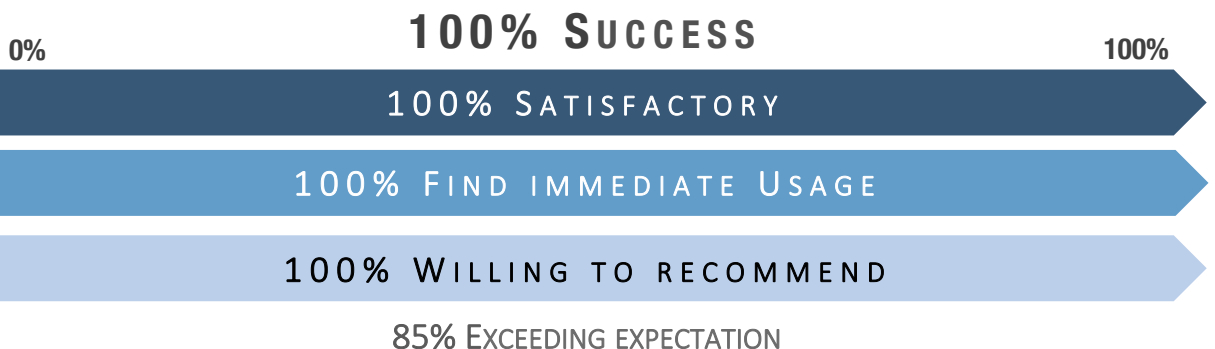 100% Success
0%
100%
100% Satisfactory
100% Find immediate Usage
100% Willing to recommend
85% Exceeding expectation